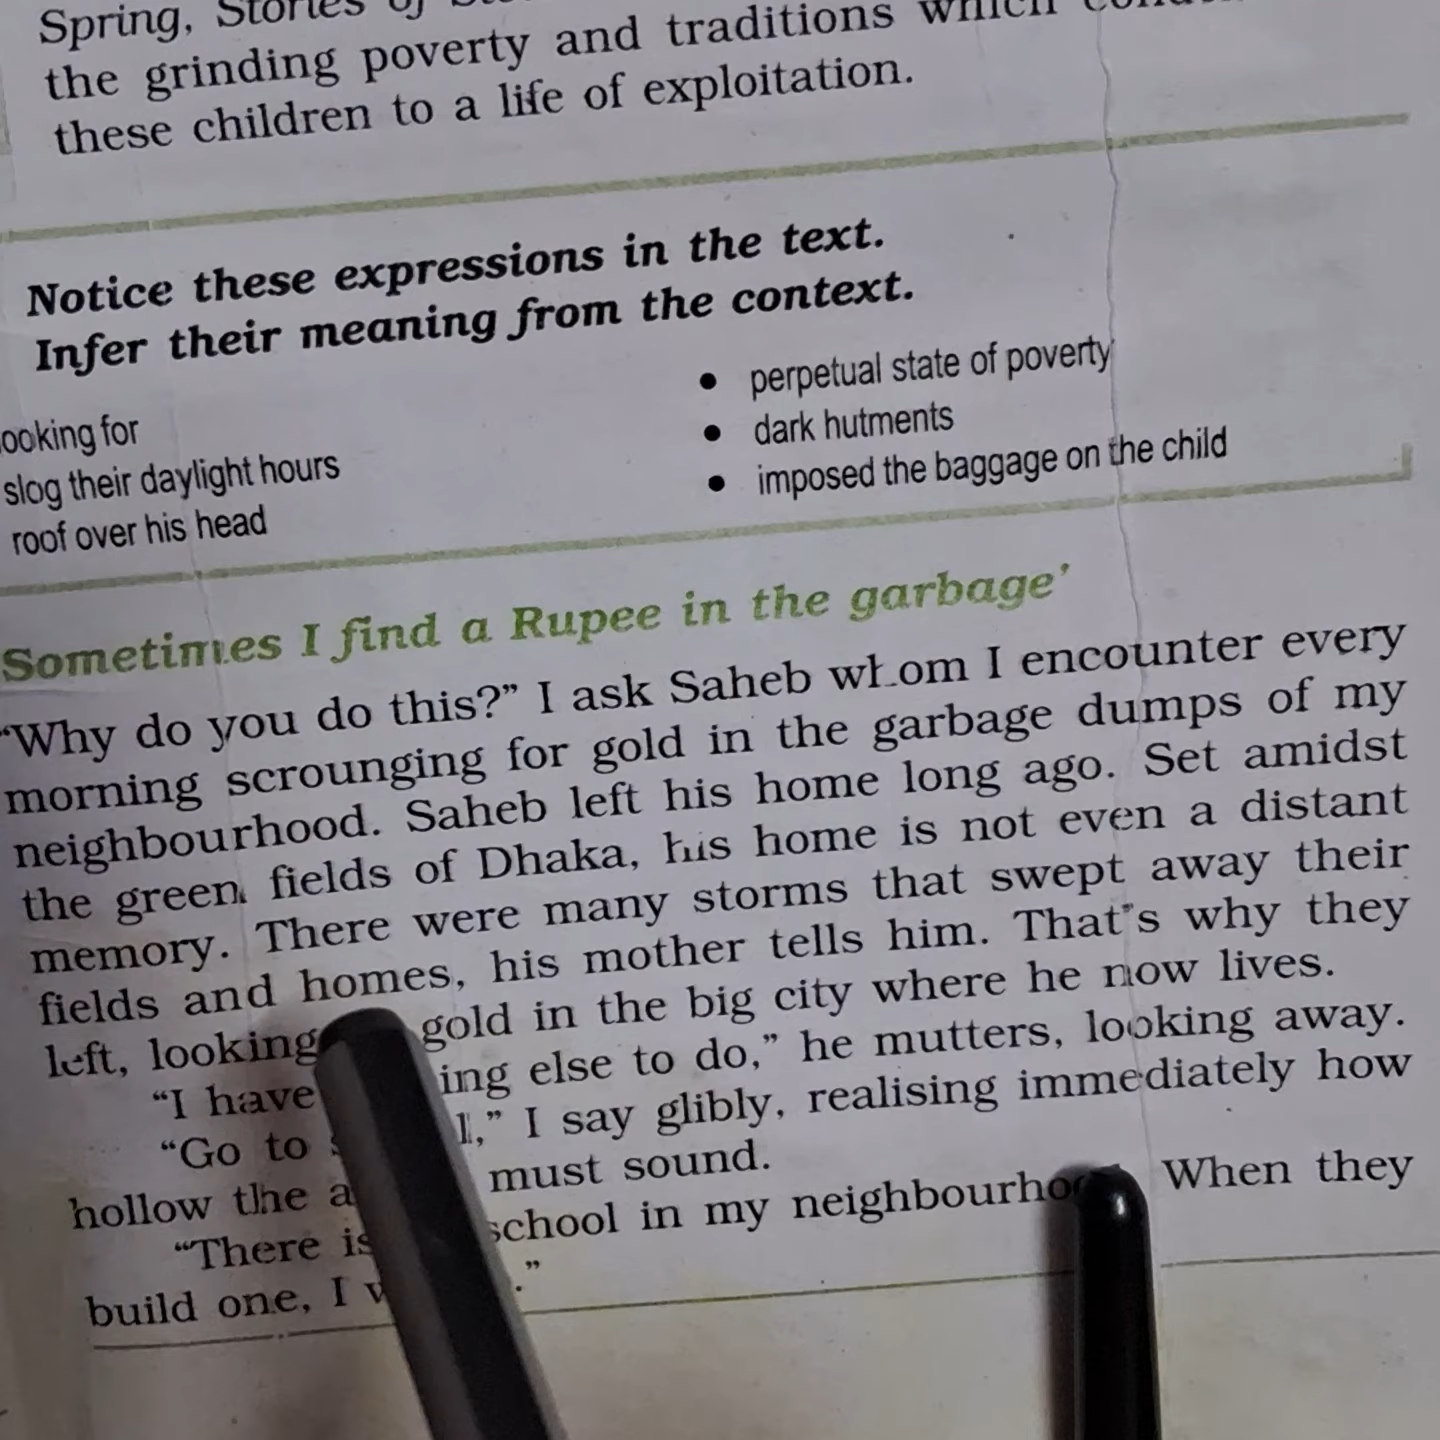 Spring, Stories of
the grinding poverty and traditions which
these children to a life of exploitation.
Notice these expressions in the text.
Infer their meaning from the context.
ooking for
slog their daylight hours
roof over his head
• perpetual state of poverty
• dark hutments
• imposed the baggage on the child
Sometimes I find a Rupee in the garbage’
“Why do you do this?” I ask Saheb whom I encounter every
morning scrounging for gold in the garbage dumps of my
neighbourhood. Saheb left his home long ago. Set amidst
the green fields of Dhaka, his home is not even a distant
memory. There were many storms that swept away their
fields and homes, his mother tells him. That’s why they
left, looking gold in the big city where he now lives.
“I have ing else to do,” he mutters, looking away.
“Go to l,” I say glibly, realising immediately how
hollow the a must sound.
“There is school in my neighbourhoo When they
build one, I w .”